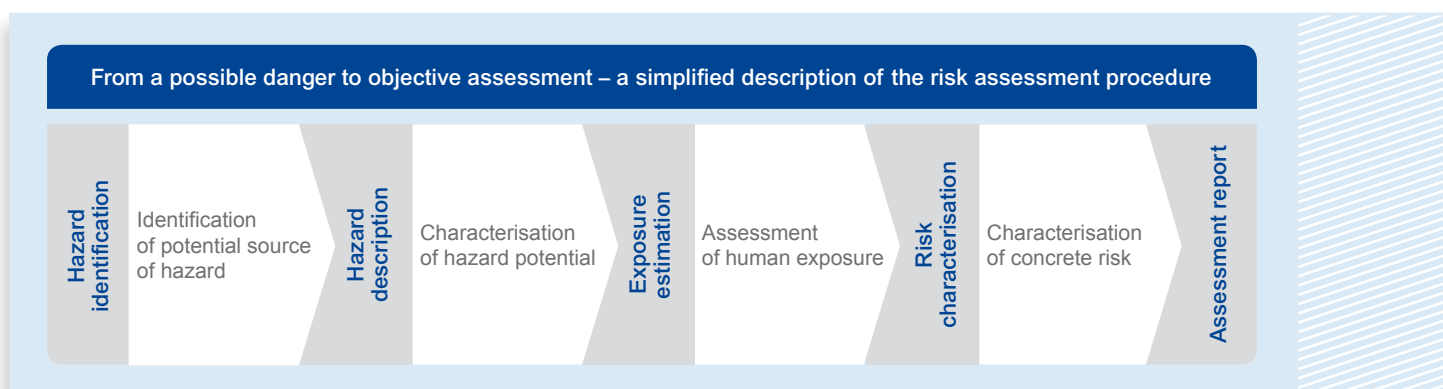 From a possible danger to objective assessment – a simplified description of the risk assessment procedure
Hazard
identification
Identification
of potential source
of hazard
Hazard
description
Characterisation
of hazard potential
Exposure
estimation
Assessment
of human exposure
Risk
characterisation
Characterisation
of concrete risk
Assessment report